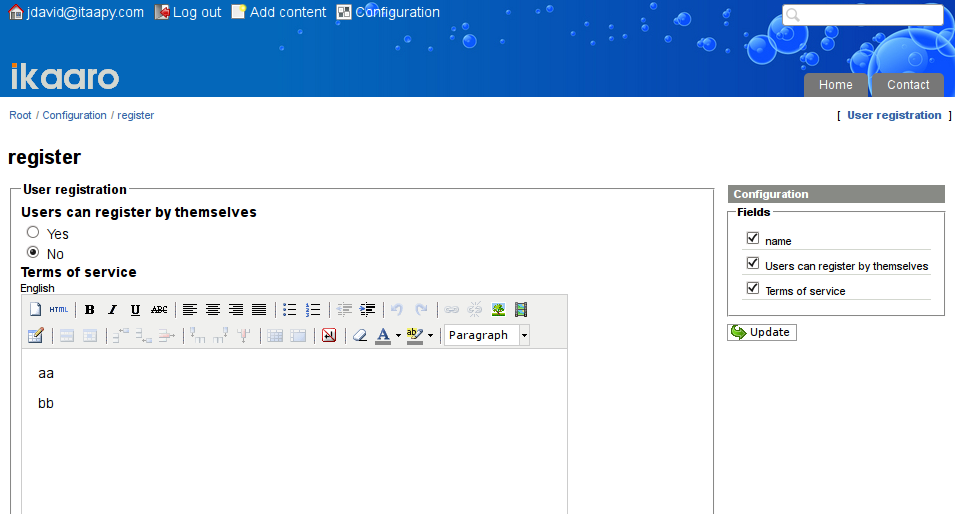 jdavid@itaapy.com Log out Add content Configuration
ikaaro
Home Contact
Root / Configuration / register [ User registration ]
register
User registration
Users can register by themselves
Yes
No
Terms of service
English
HTML B I U ABC
A ab Paragraph
aa
bb
Configuration
Fields
name
Users can register by themselves
Terms of service
Update